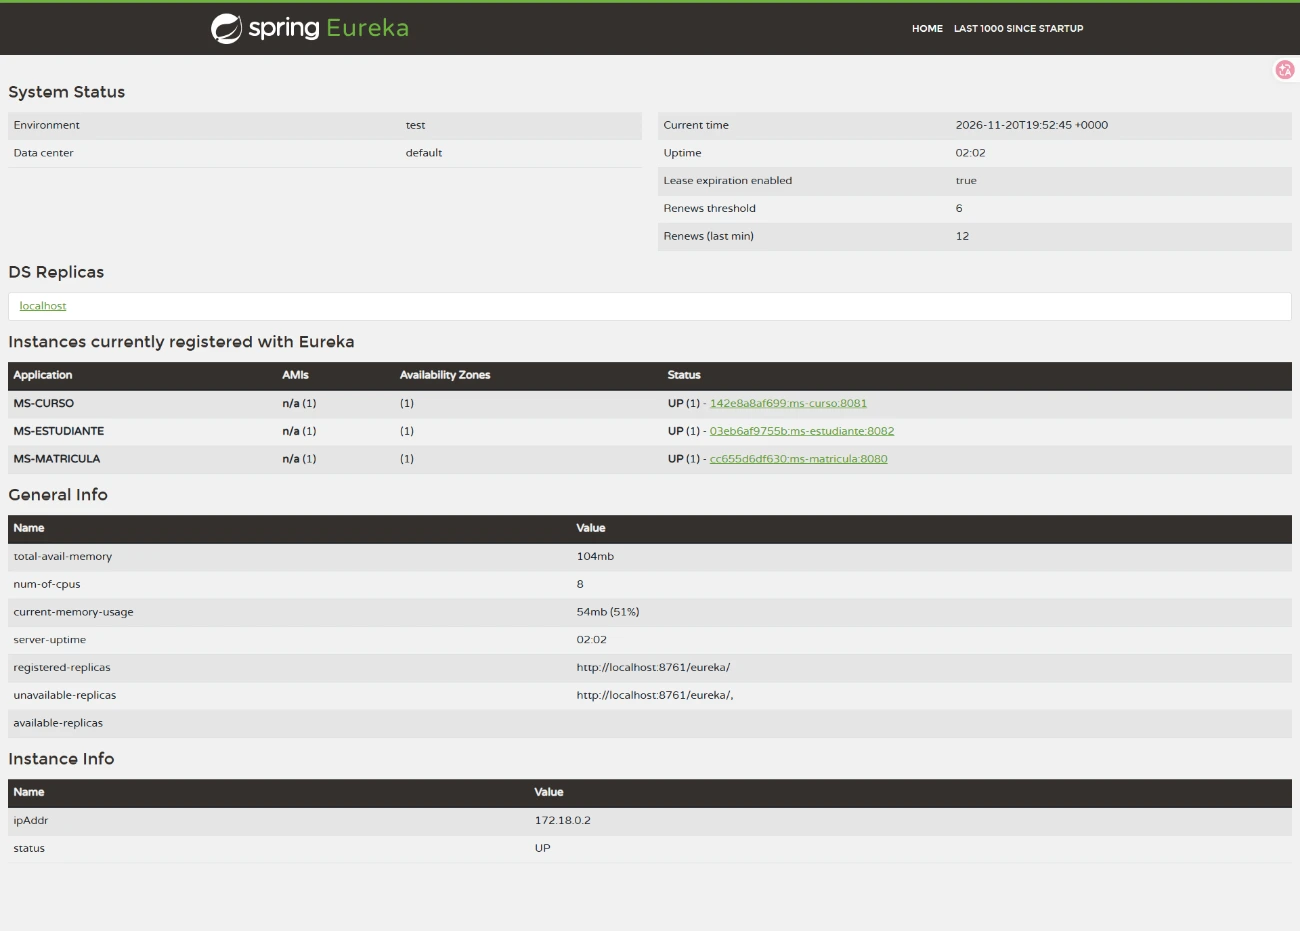 spring Eureka
HOME LAST 1000 SINCE STARTUP
System Status
Environment test
Data center default
Current time 2026-11-20T19:52:45 +0000
Uptime 02:02
Lease expiration enabled true
Renews threshold 6
Renews (last min) 12
DS Replicas
localhost
Instances currently registered with Eureka
Application AMIs Availability Zones Status
MS-CURSO n/a (1) (1) UP (1) - 142e8a8af699:ms-curso:8081
MS-ESTUDIANTE n/a (1) (1) UP (1) - 03eb6af9755b:ms-estudiante:8082
MS-MATRICULA n/a (1) (1) UP (1) - cc655d6df630:ms-matricula:8080
General Info
Name Value
total-avail-memory 104mb
num-of-cpus 8
current-memory-usage 54mb (51%)
server-uptime 02:02
registered-replicas http://localhost:8761/eureka/
unavailable-replicas http://localhost:8761/eureka/,
available-replicas
Instance Info
Name Value
ipAddr 172.18.0.2
status UP